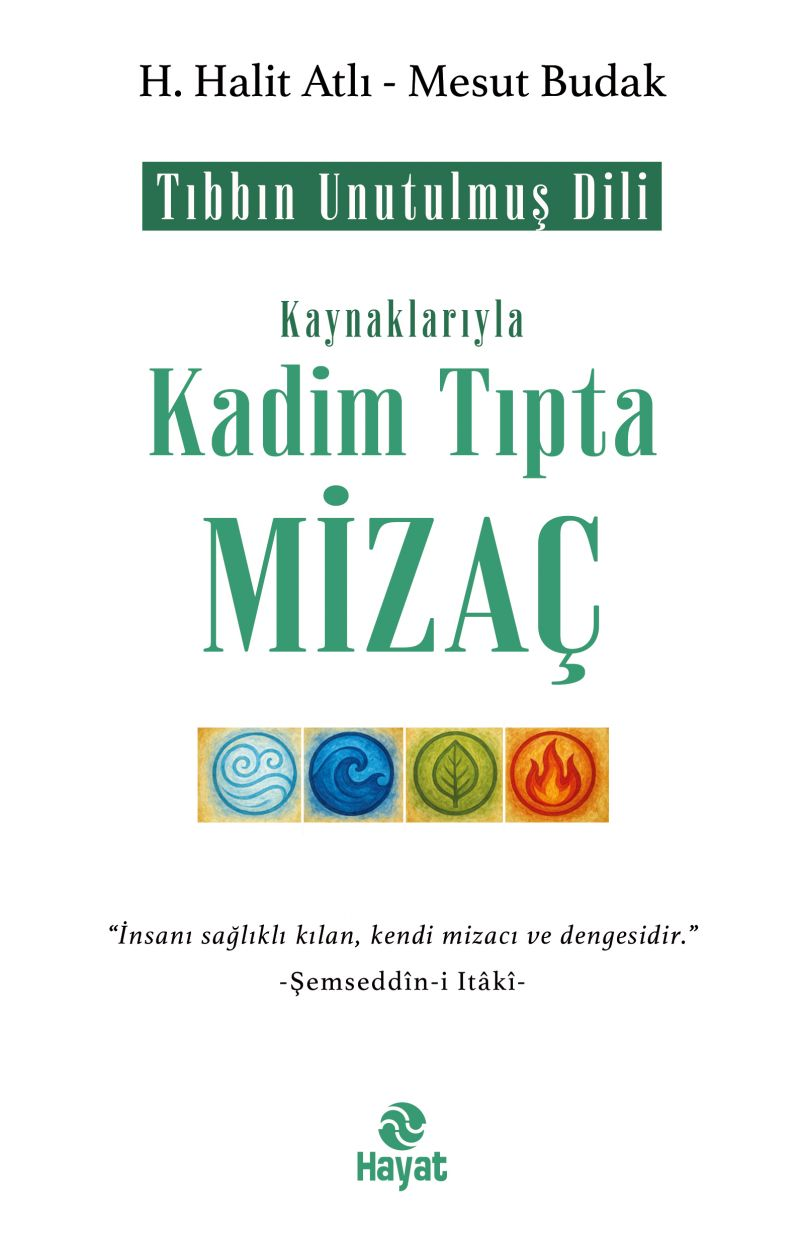 H. Halit Atlı - Mesut Budak
Tıbbın Unutulmuş Dili
Kaynaklarıyla
Kadim Tıpta
MİZAÇ
“İnsanı sağlıklı kılan, kendi mizacı ve dengesidir.”
-Şemseddîn-i Itâkî-
Hayat